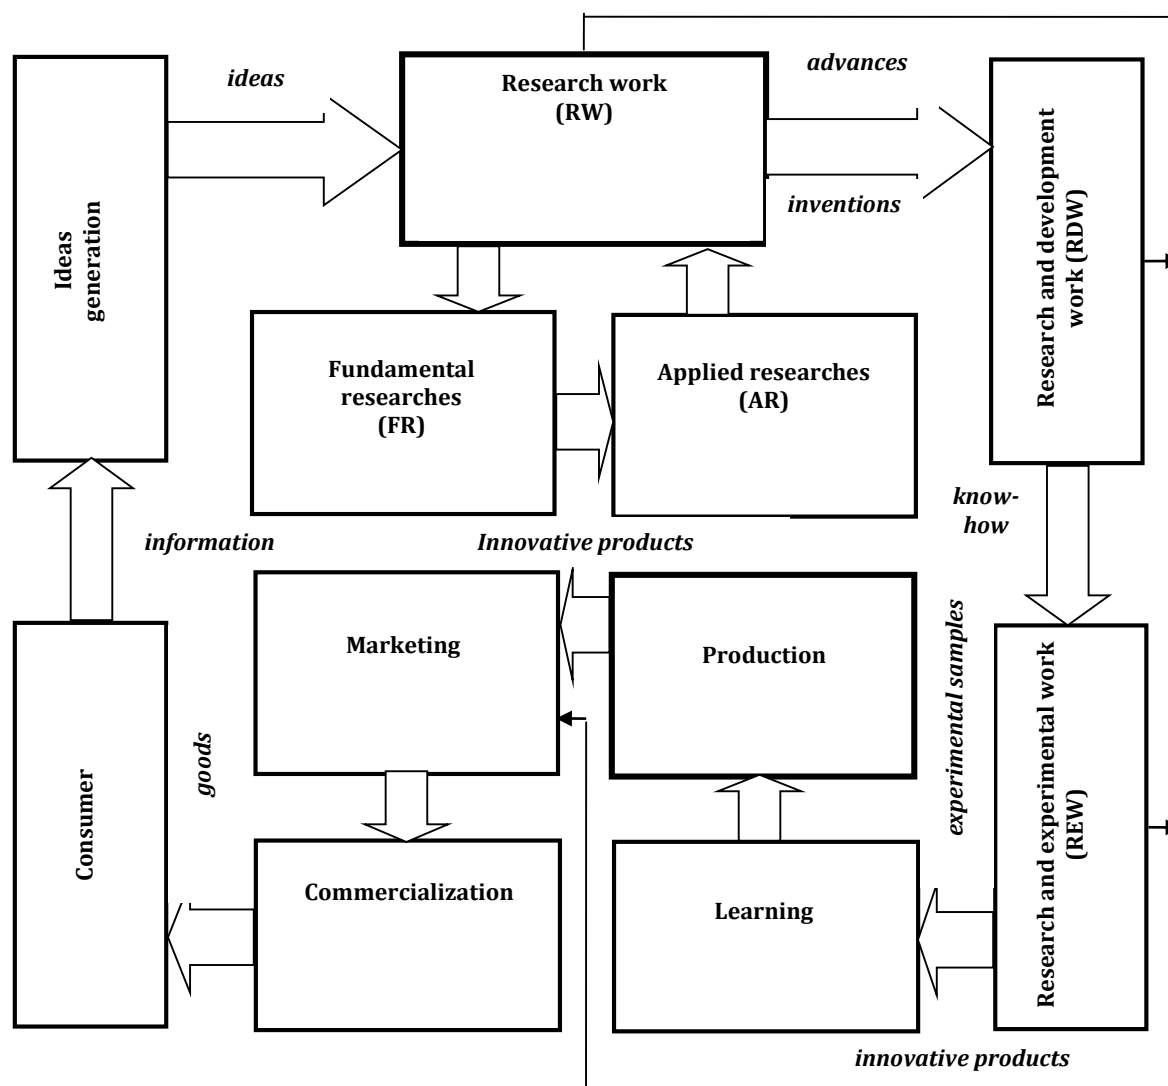 ideas
Research work
(RW)
advances
inventions
Ideas
generation
Research and development
work (RDW)
Fundamental
researches
(FR)
Applied researches
(AR)
know-
how
information
Innovative products
Marketing
Production
experimental samples
Research and experimental work
(REW)
Consumer
goods
Commercialization
Learning
innovative products